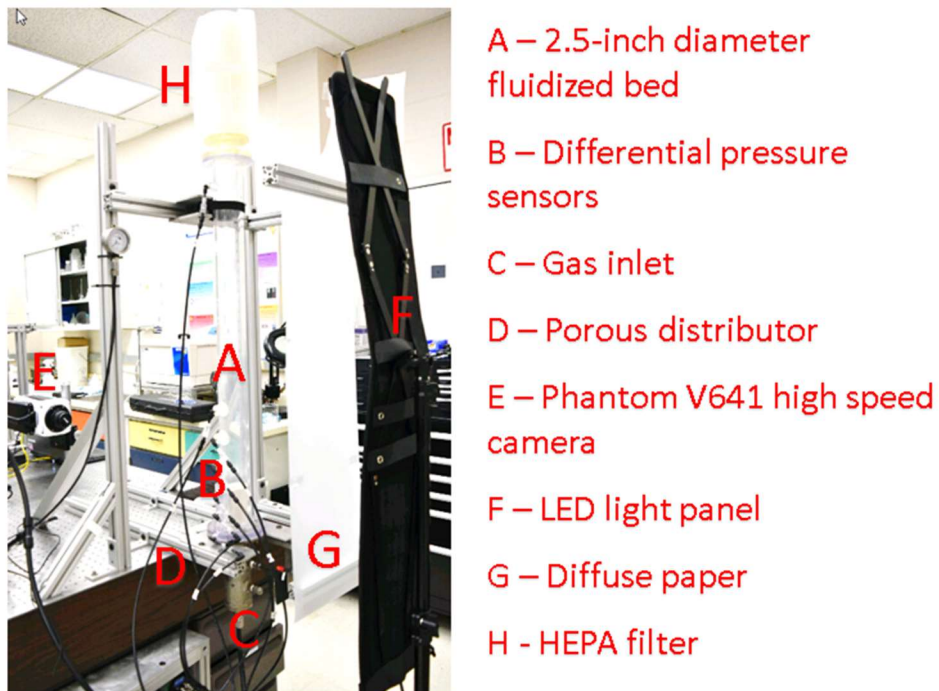 H
F
E
A
B
G
D
C
A – 2.5-inch diameter
fluidized bed
B – Differential pressure
sensors
C – Gas inlet
D – Porous distributor
E – Phantom V641 high speed
camera
F – LED light panel
G – Diffuse paper
H - HEPA filter